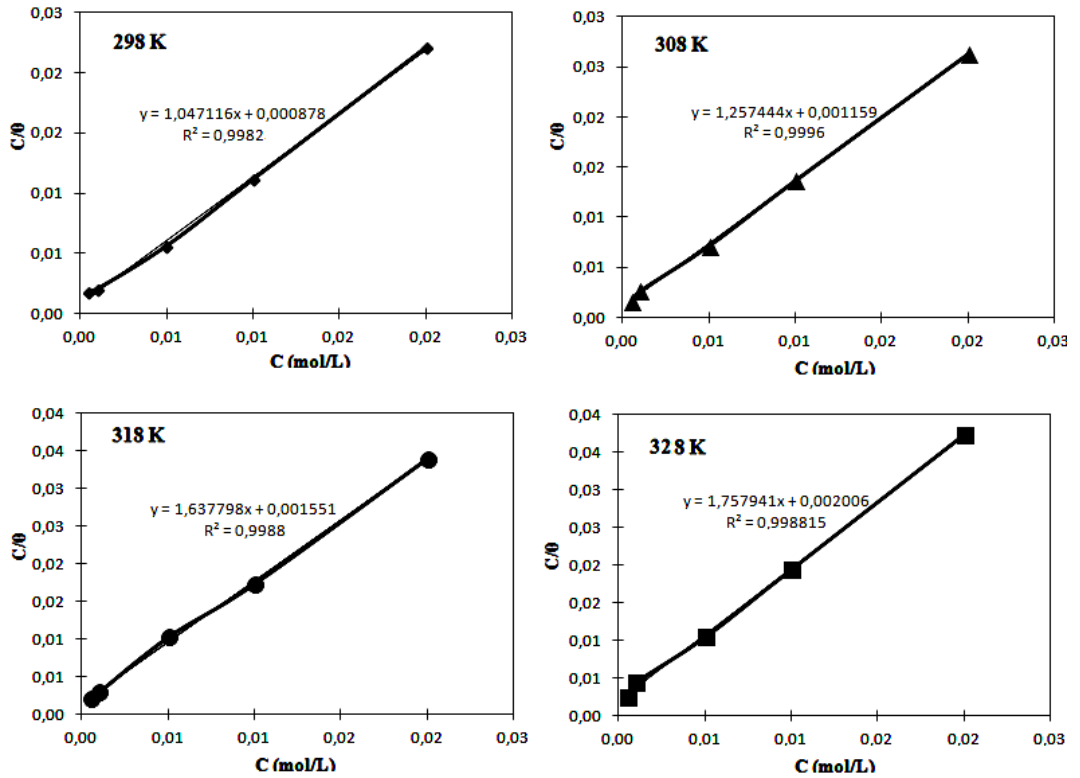 298 K
0,03
0,02
0,02
0,01
0,01
0,00
C/θ
y = 1,047116x + 0,000878
R² = 0,9982
0,00 0,01 0,01 0,02 0,02 0,03
C (mol/L)
308 K
0,03
0,03
0,02
0,02
0,01
0,01
0,00
C/θ
y = 1,257444x + 0,001159
R² = 0,9996
0,00 0,01 0,01 0,02 0,02 0,03
C (mol/L)
318 K
0,04
0,04
0,03
0,03
0,02
0,02
0,01
0,01
0,00
C/θ
y = 1,637798x + 0,001551
R² = 0,9988
0,00 0,01 0,01 0,02 0,02 0,03
C (mol/L)
328 K
0,04
0,04
0,03
0,03
0,02
0,02
0,01
0,01
0,00
C/θ
y = 1,757941x + 0,002006
R² = 0,998815
0,00 0,01 0,01 0,02 0,02 0,03
C (mol/L)